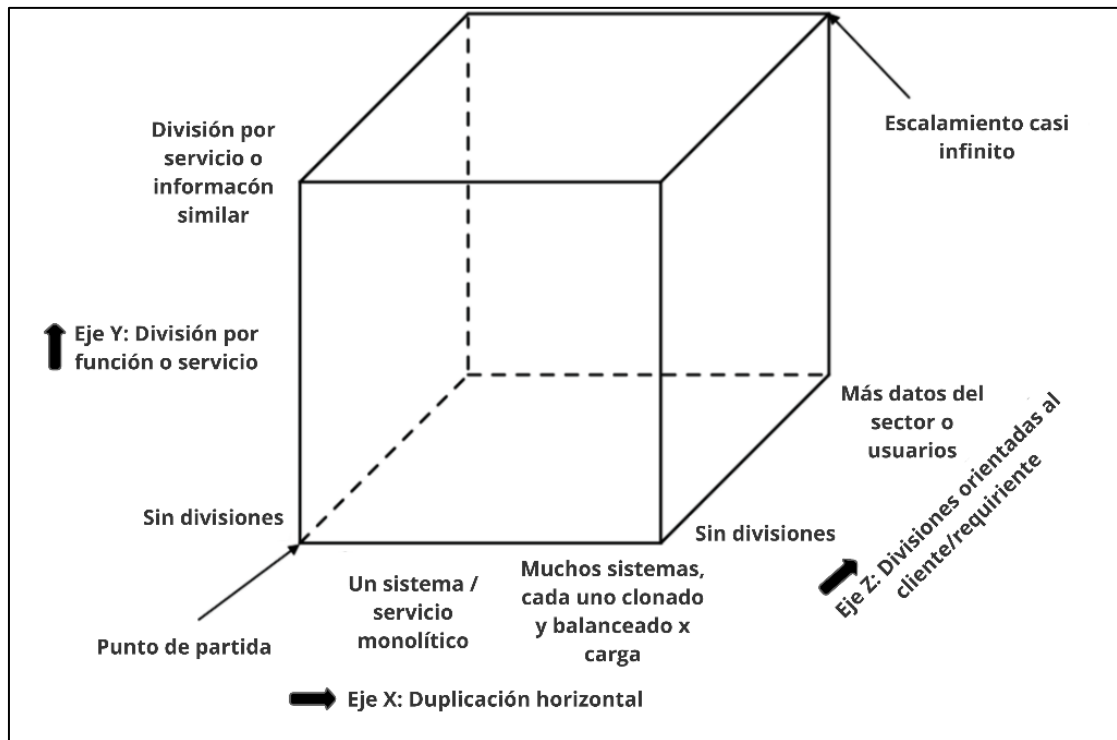 División por
servicio o
informacón
similar
Escalamiento casi
infinito
Eje Y: División por
función o servicio
Más datos del
sector o
usuarios
Eje Z: Divisiones orientadas al
cliente/requiriente
Sin divisiones
Sin divisiones
Un sistema /
servicio
monolítico
Muchos sistemas,
cada uno clonado
y balanceado x
carga
Punto de partida
Eje X: Duplicación horizontal